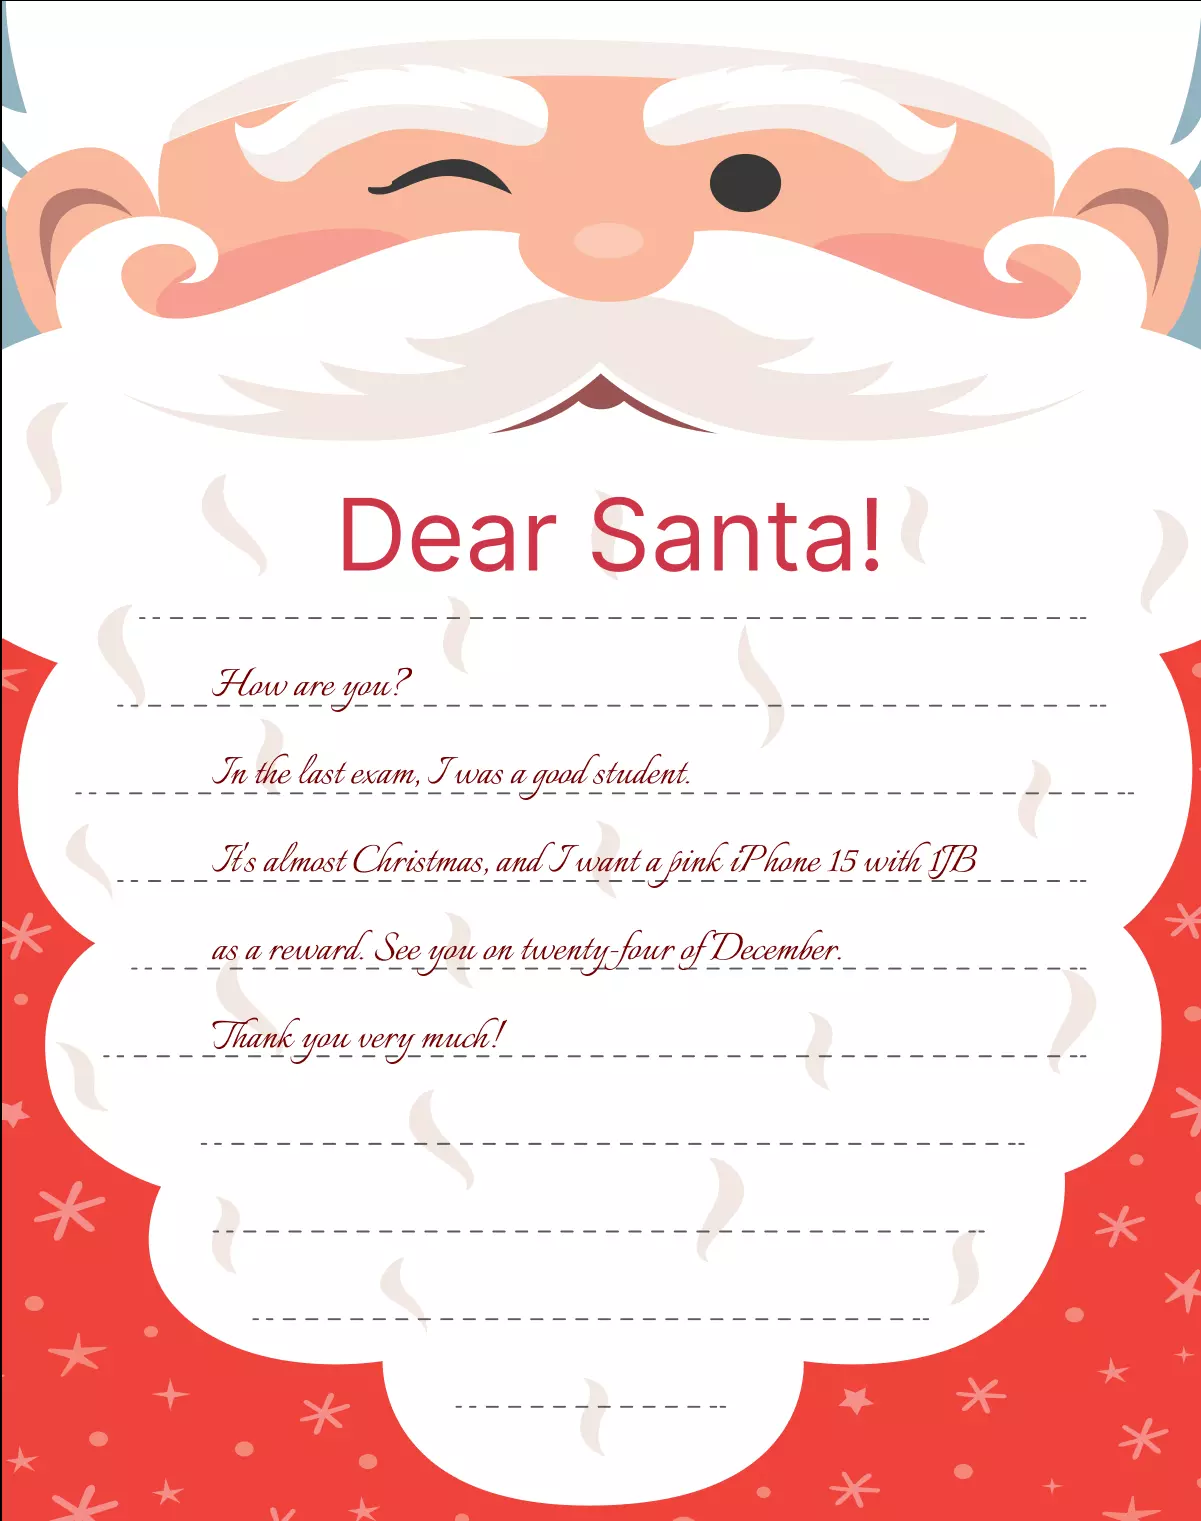 Dear Santa!
How are you?
In the last exam, I was a good student.
It's almost Christmas, and I want a pink iPhone 15 with 1TB
as a reward. See you on twenty-four of December.
Thank you very much!